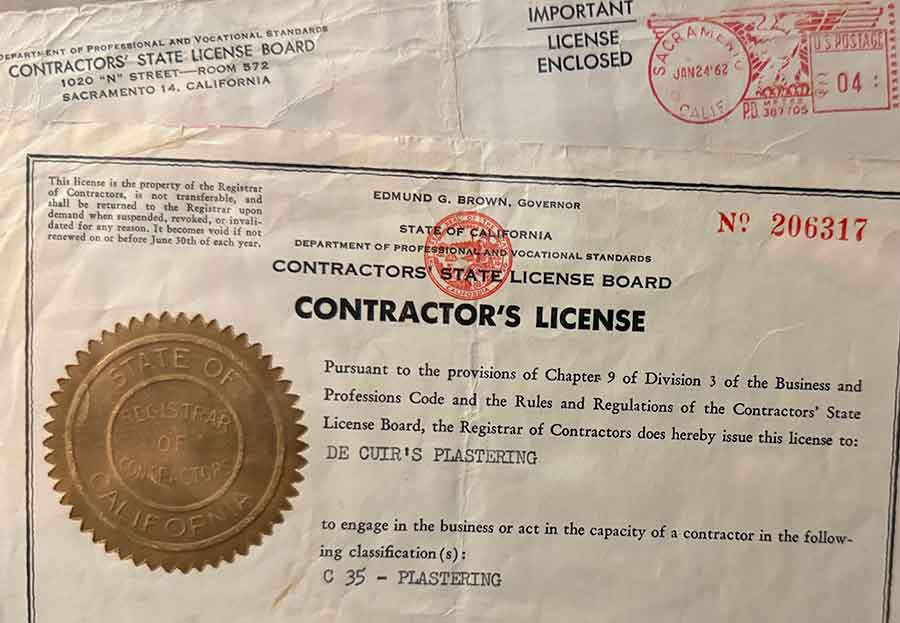 DEPARTMENT OF PROFESSIONAL AND VOCATIONAL STANDARDS
CONTRACTORS' STATE LICENSE BOARD
1020 "N" STREET—ROOM 572
SACRAMENTO 14, CALIFORNIA
IMPORTANT
LICENSE
ENCLOSED
SACRAMENTO
JAN 24 '62
CALIF.
U.S. POSTAGE
04
P.B. METER
387705
This license is the property of the Registrar
of Contractors, is not transferable, and
shall be returned to the Registrar upon
demand when suspended, revoked, or invali-
dated for any reason. It becomes void if not
renewed on or before June 30th of each year.
EDMUND G. BROWN, GOVERNOR
STATE OF CALIFORNIA
DEPARTMENT OF PROFESSIONAL AND VOCATIONAL STANDARDS
CONTRACTORS STATE LICENSE BOARD
CONTRACTOR'S LICENSE
Nº 206317
STATE OF
CALIFORNIA
REGISTRAR
OF
CONTRACTORS
Pursuant to the provisions of Chapter 9 of Division 3 of the Business and
Professions Code and the Rules and Regulations of the Contractors' State
License Board, the Registrar of Contractors does hereby issue this license to:
DE CUIR'S PLASTERING
to engage in the business or act in the capacity of a contractor in the follow-
ing classification(s):
C 35 - PLASTERING